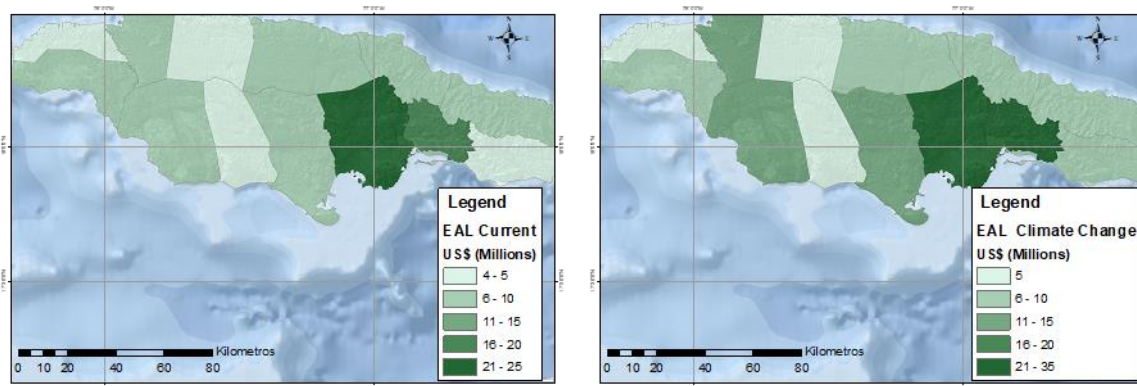 Legend
EAL Current
US$ (Millions)
4 - 5
6 - 10
11 - 15
16 - 20
21 - 25
Kilometros
0 10 20 40 60 80
Legend
EAL Climate Change
US$ (Millions)
5
6 - 10
11 - 15
16 - 20
21 - 35
Kilometros
0 10 20 40 60 80